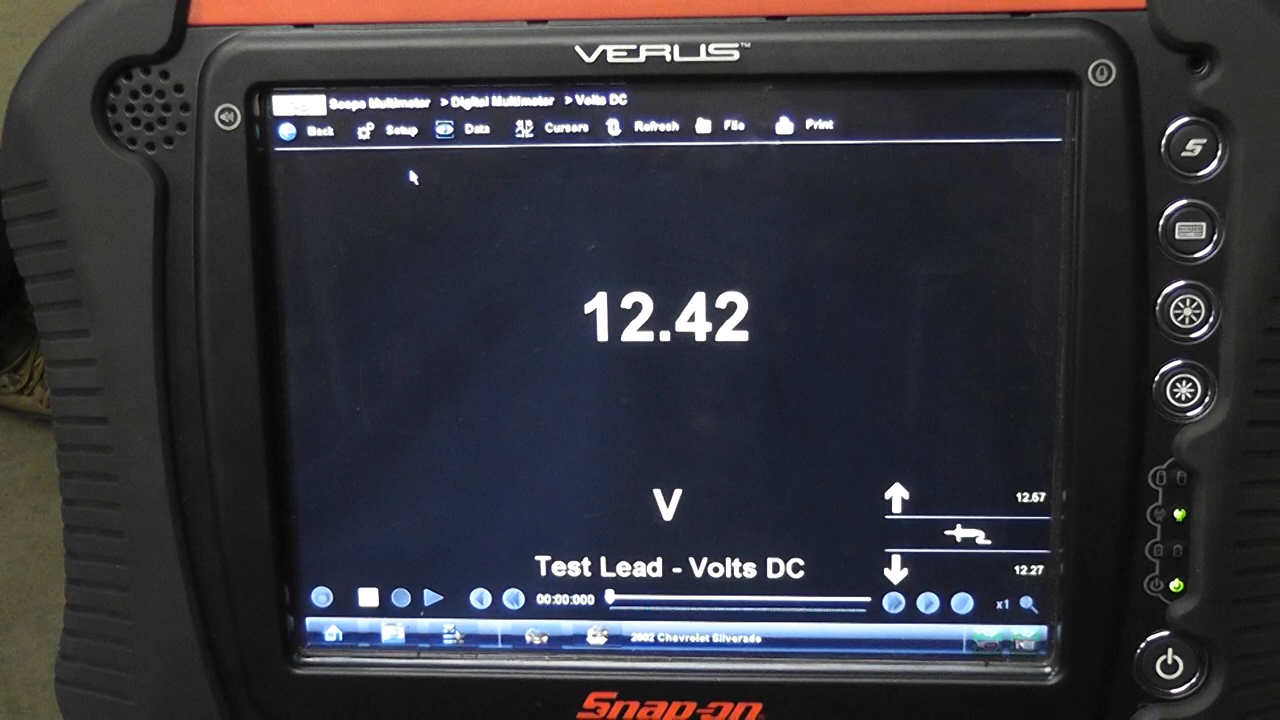 VERUS™
Scope Multimeter > Digital Multimeter > Volts DC
Back Setup Data Cursors Refresh File Print
12.42
V
12.67
12.27
Test Lead - Volts DC
00:00:000 x1
2002 Chevrolet Silverado
Snap-on